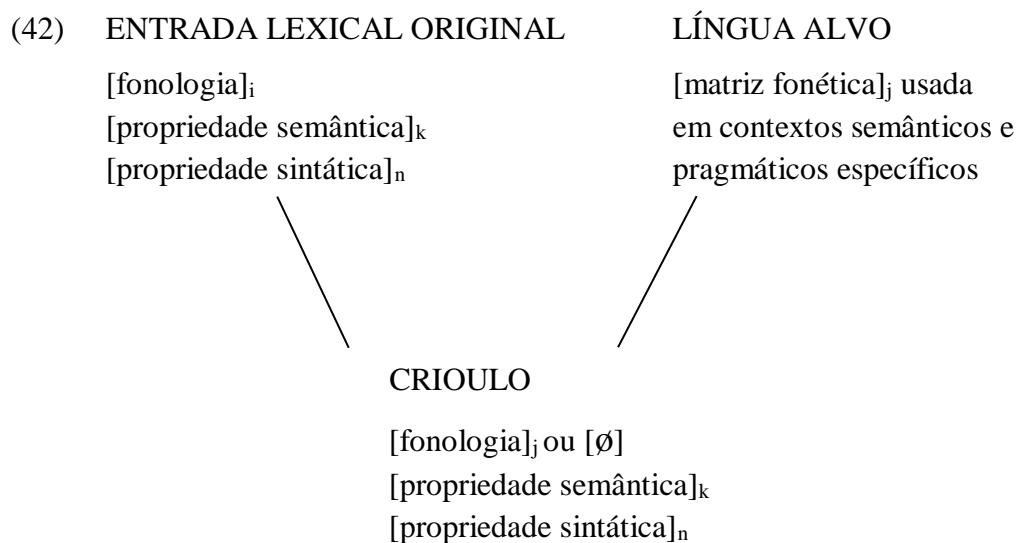 (42) ENTRADA LEXICAL ORIGINAL LÍNGUA ALVO
[fonologia]i [matriz fonética]j usada
[propriedade semântica]k em contextos semânticos e
[propriedade sintática]n pragmáticos específicos
CRIOULO
[fonologia]j ou [ø]
[propriedade semântica]k
[propriedade sintática]n